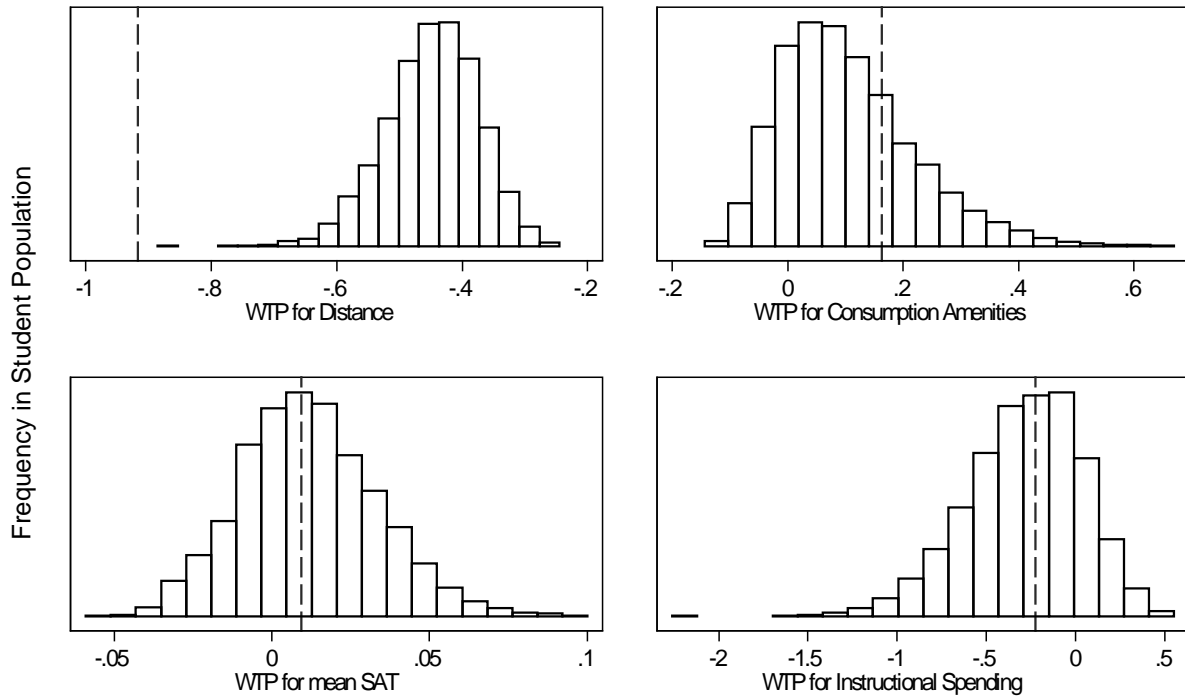 Frequency in Student Population
-1 -.8 -.6 -.4 -.2
WTP for Distance
-.2 0 .2 .4 .6
WTP for Consumption Amenities
-.05 0 .05 .1
WTP for mean SAT
-2 -1.5 -1 -.5 0 .5
WTP for Instructional Spending